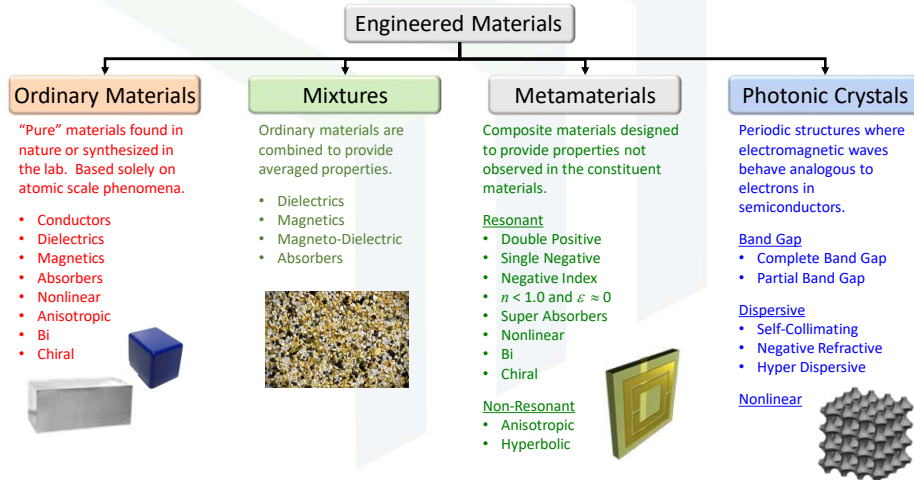 Engineered Materials
Ordinary Materials
“Pure” materials found in
nature or synthesized in
the lab. Based solely on
atomic scale phenomena.
• Conductors
• Dielectrics
• Magnetics
• Absorbers
• Nonlinear
• Anisotropic
• Bi
• Chiral
Mixtures
Ordinary materials are
combined to provide
averaged properties.
• Dielectrics
• Magnetics
• Magneto-Dielectric
• Absorbers
Metamaterials
Composite materials designed
to provide properties not
observed in the constituent
materials.
Resonant
• Double Positive
• Single Negative
• Negative Index
• n < 1.0 and ε ≈ 0
• Super Absorbers
• Nonlinear
• Bi
• Chiral
Non-Resonant
• Anisotropic
• Hyperbolic
Photonic Crystals
Periodic structures where
electromagnetic waves
behave analogous to
electrons in
semiconductors.
Band Gap
• Complete Band Gap
• Partial Band Gap
Dispersive
• Self-Collimating
• Negative Refractive
• Hyper Dispersive
Nonlinear